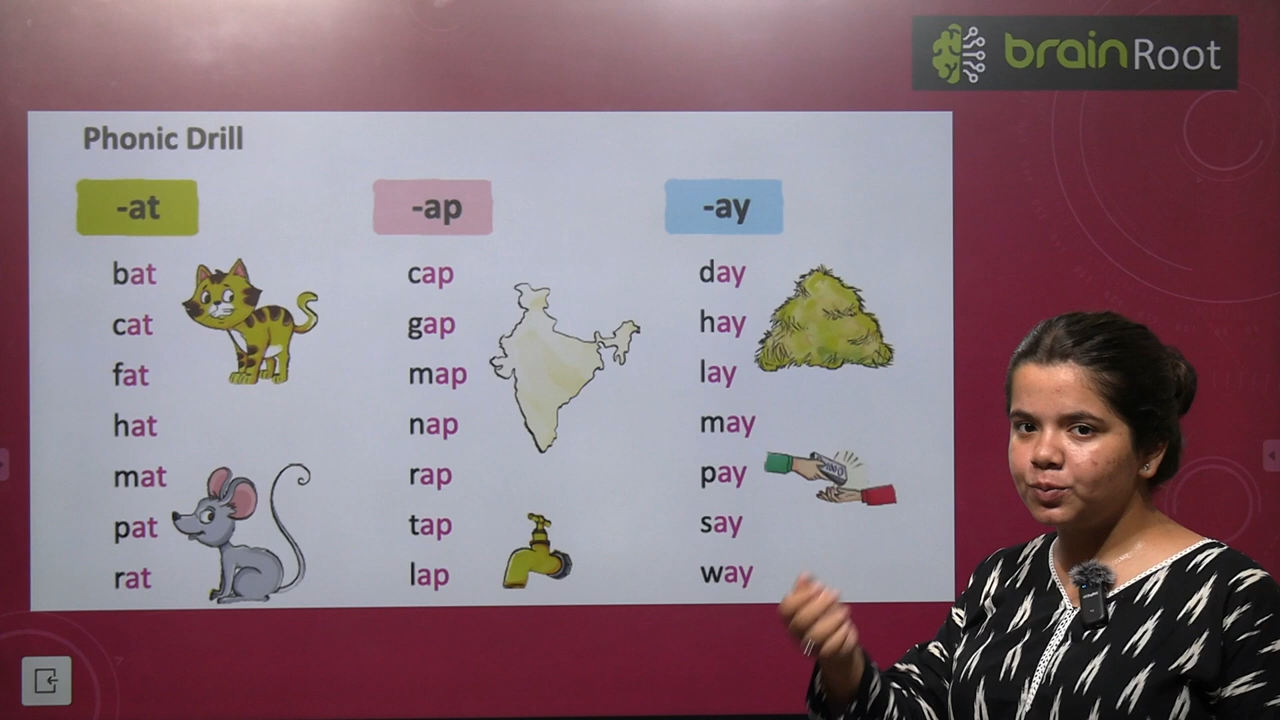 brainRoot
Phonic Drill
-at
bat
cat
fat
hat
mat
pat
rat
-ap
cap
gap
map
nap
rap
tap
lap
-ay
day
hay
lay
may
pay
say
way